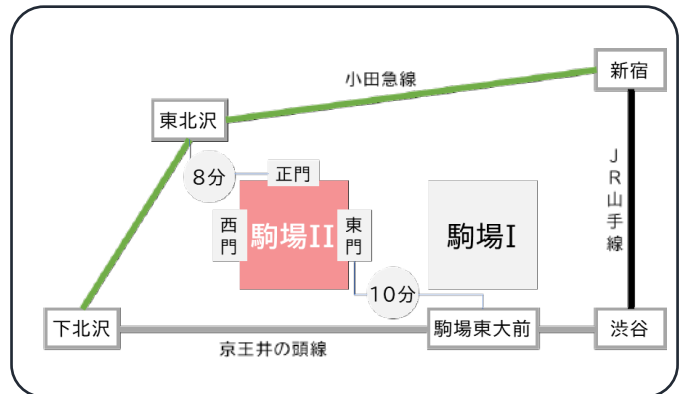 新宿
小田急線
東北沢
JR山手線
8分
正門
西門
駒場II
東門
駒場I
10分
下北沢
駒場東大前
渋谷
京王井の頭線